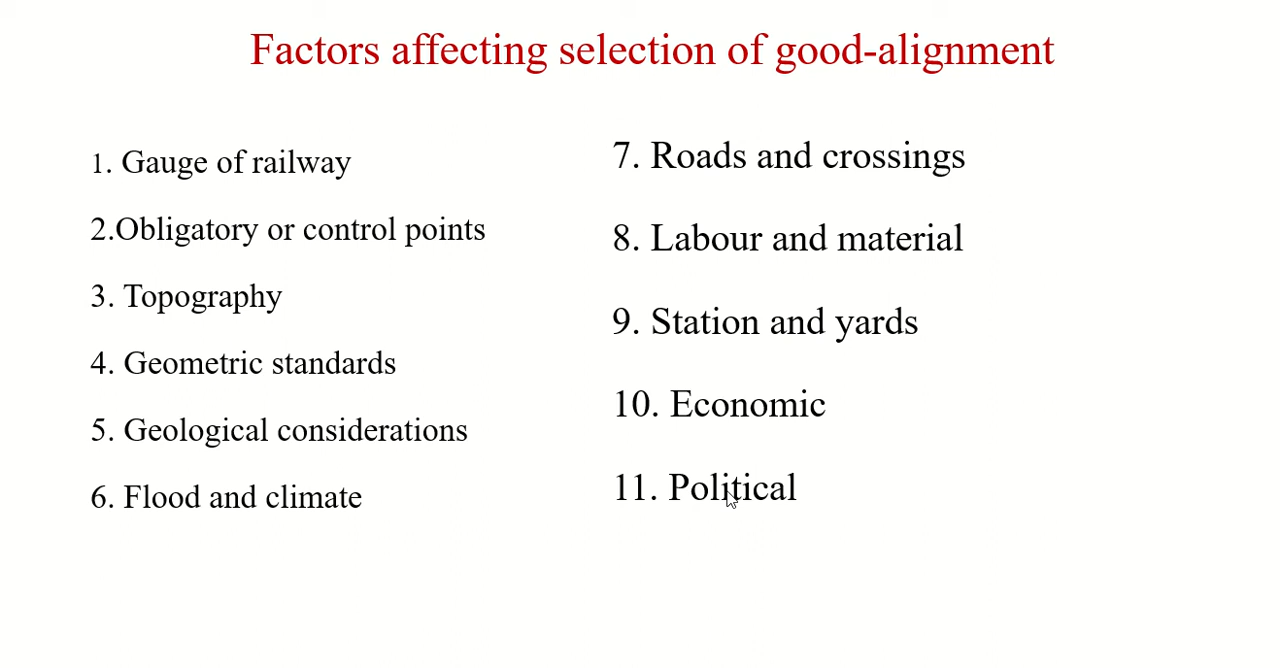 Factors affecting selection of good-alignment
1. Gauge of railway
2.Obligatory or control points
3. Topography
4. Geometric standards
5. Geological considerations
6. Flood and climate
7. Roads and crossings
8. Labour and material
9. Station and yards
10. Economic
11. Political